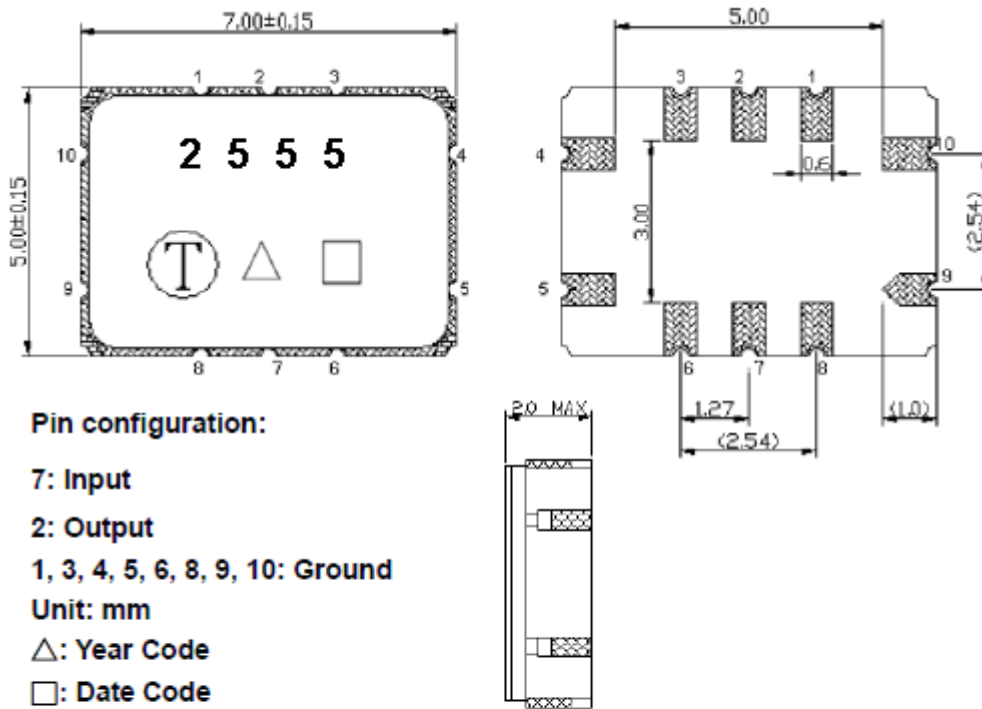 7.00±0.15
5.00
1 2 3
3 2 1
2 5 5 5
10 4
4 10
5.00±0.15
0.6
3.00
(2.54)
T
9 5
5 9
8 7 6
6 7 8
1.27
(1.0)
(2.54)
2.0 MAX
Pin configuration:
7: Input
2: Output
1, 3, 4, 5, 6, 8, 9, 10: Ground
Unit: mm
△: Year Code
□: Date Code